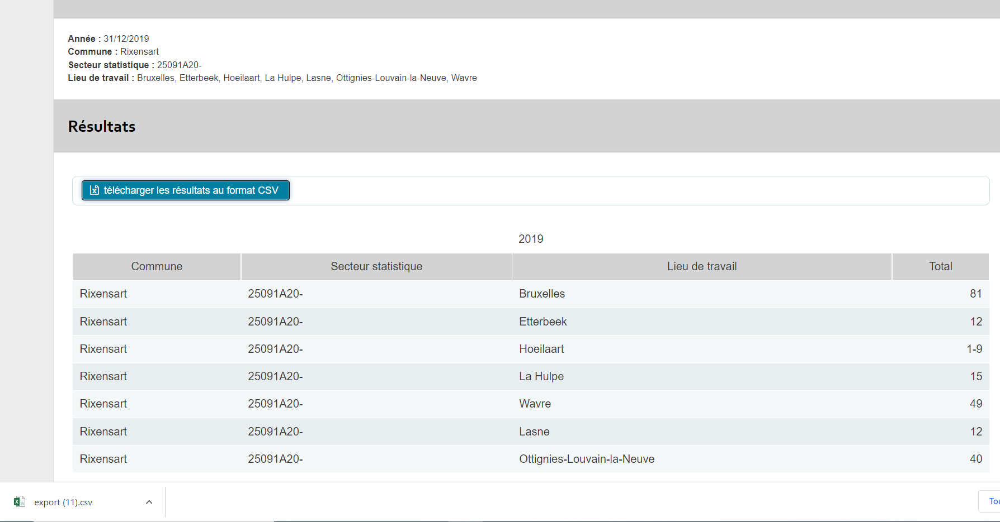 Année : 31/12/2019
Commune : Rixensart
Secteur statistique : 25091A20-
Lieu de travail : Bruxelles, Etterbeek, Hoeilaart, La Hulpe, Lasne, Ottignies-Louvain-la-Neuve, Wavre
Résultats
télécharger les résultats au format CSV
2019
Commune Secteur statistique Lieu de travail Total
Rixensart 25091A20- Bruxelles 81
Rixensart 25091A20- Etterbeek 12
Rixensart 25091A20- Hoeilaart 1-9
Rixensart 25091A20- La Hulpe 15
Rixensart 25091A20- Wavre 49
Rixensart 25091A20- Lasne 12
Rixensart 25091A20- Ottignies-Louvain-la-Neuve 40
export (11).csv
Tou